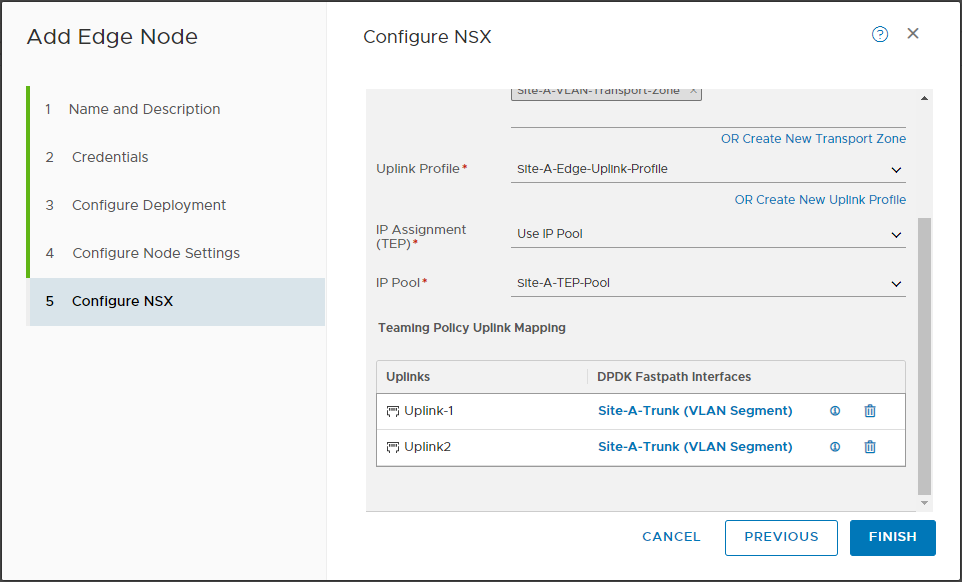 Add Edge Node
1 Name and Description
2 Credentials
3 Configure Deployment
4 Configure Node Settings
5 Configure NSX
Configure NSX
? ×
Site-A-VLAN-Transport-Zone ×
OR Create New Transport Zone
Uplink Profile* Site-A-Edge-Uplink-Profile
OR Create New Uplink Profile
IP Assignment
(TEP)* Use IP Pool
IP Pool* Site-A-TEP-Pool
Teaming Policy Uplink Mapping
Uplinks DPDK Fastpath Interfaces
Uplink-1 Site-A-Trunk (VLAN Segment)
Uplink2 Site-A-Trunk (VLAN Segment)
CANCEL PREVIOUS FINISH